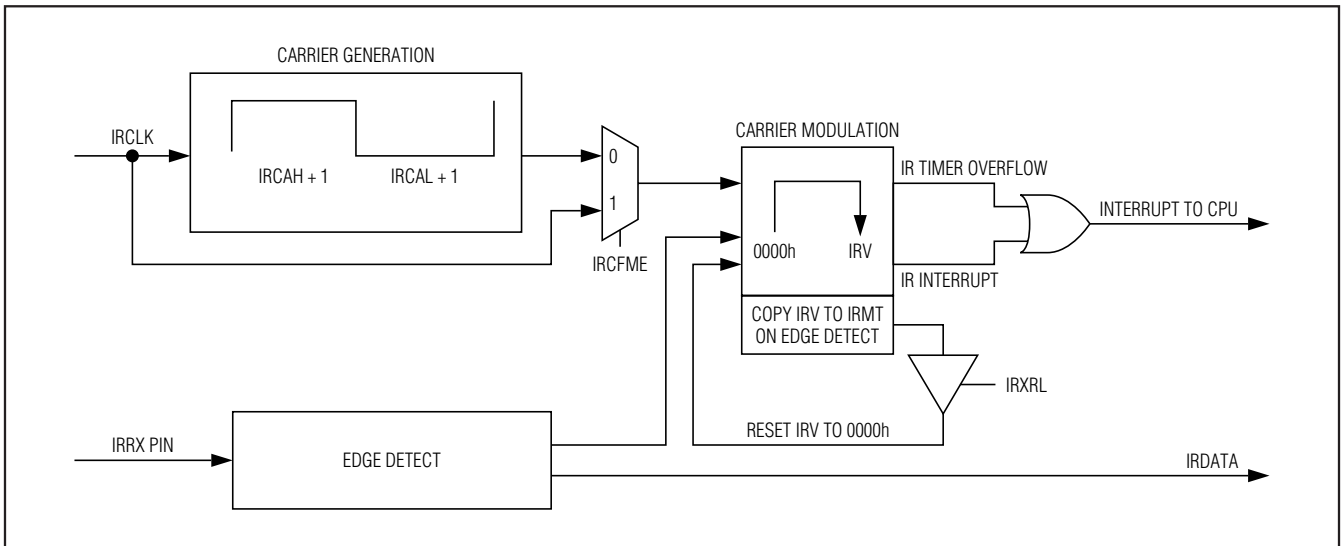 CARRIER GENERATION
IRCLK
IRCAH + 1
IRCAL + 1
0
1
IRCFME
CARRIER MODULATION
0000h
IRV
COPY IRV TO IRMT
ON EDGE DETECT
IR TIMER OVERFLOW
IR INTERRUPT
INTERRUPT TO CPU
IRXRL
RESET IRV TO 0000h
IRRX PIN
EDGE DETECT
IRDATA